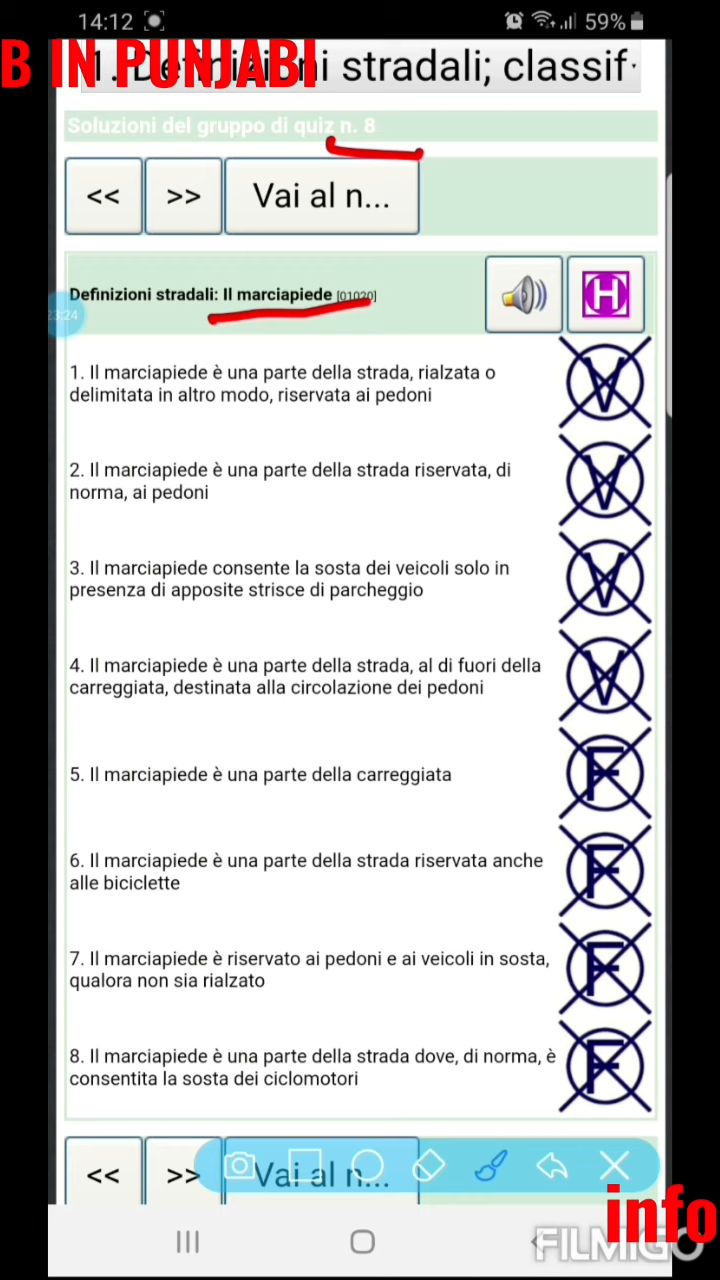 14:12
59%
B IN PUNJABI
1. Definizioni stradali; classif
Soluzioni del gruppo di quiz n. 8
<< >> Vai al n...
Definizioni stradali: Il marciapiede [01020]
23:24
1. Il marciapiede è una parte della strada, rialzata o
delimitata in altro modo, riservata ai pedoni
V
2. Il marciapiede è una parte della strada riservata, di
norma, ai pedoni
V
3. Il marciapiede consente la sosta dei veicoli solo in
presenza di apposite strisce di parcheggio
V
4. Il marciapiede è una parte della strada, al di fuori della
carreggiata, destinata alla circolazione dei pedoni
V
5. Il marciapiede è una parte della carreggiata
F
6. Il marciapiede è una parte della strada riservata anche
alle biciclette
F
7. Il marciapiede è riservato ai pedoni e ai veicoli in sosta,
qualora non sia rialzato
F
8. Il marciapiede è una parte della strada dove, di norma, è
consentita la sosta dei ciclomotori
F
<< >> Vai al n...
info
FILMIGO